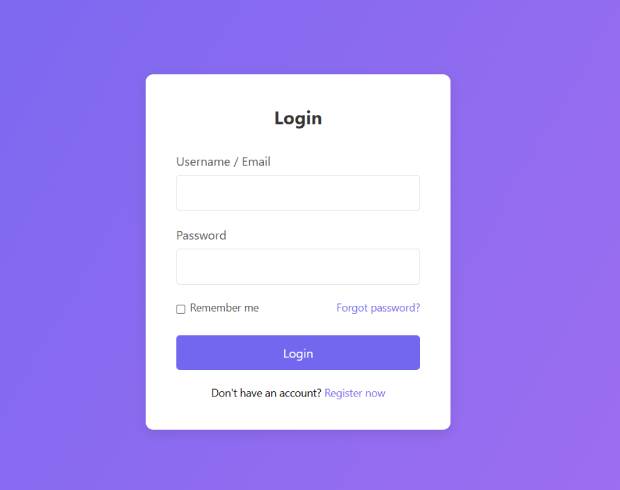 Login
Username / Email
Password
Remember me Forgot password?
Login
Don't have an account? Register now